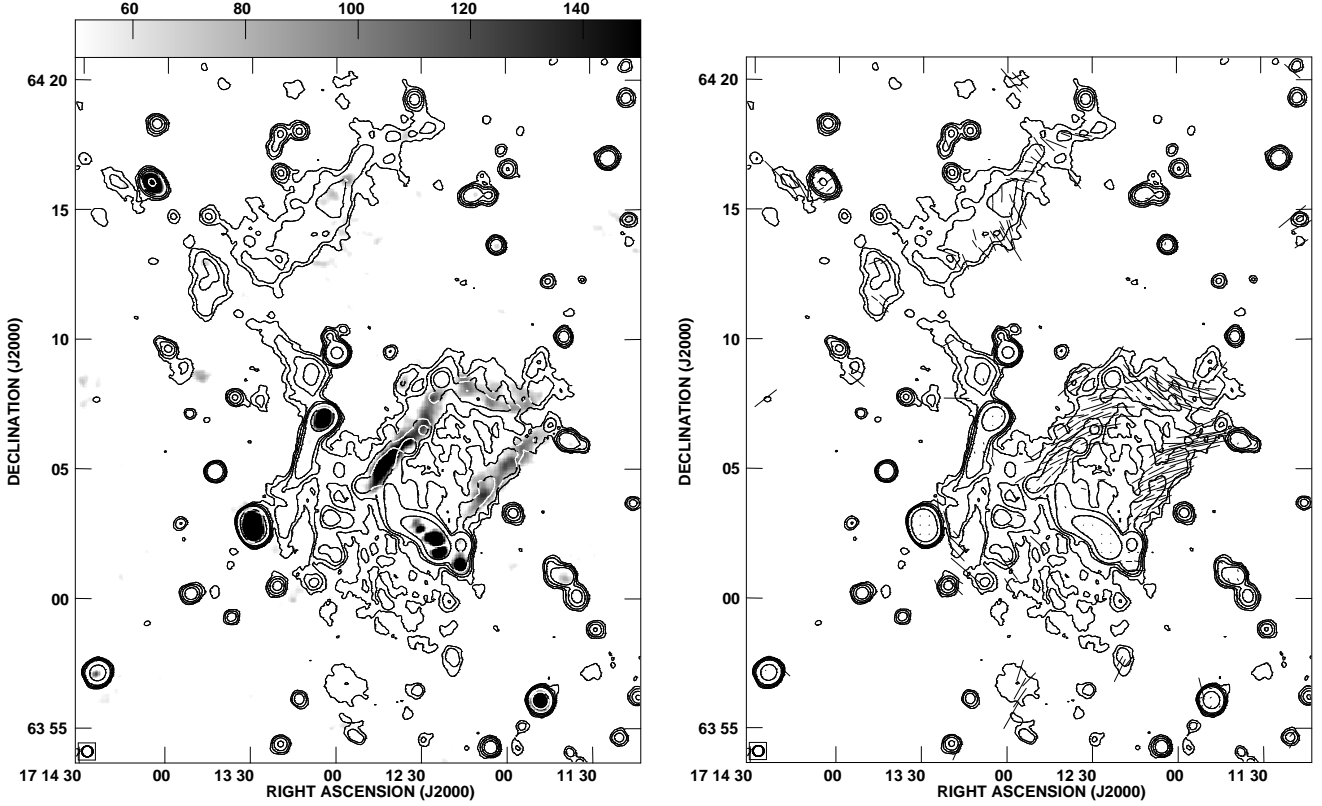 60 80 100 120 140
64 20 64 20
15 15
10 10
05 05
00 00
63 55 63 55
DECLINATION (J2000) DECLINATION (J2000)
17 14 30 00 13 30 00 12 30 00 11 30 17 14 30 00 13 30 00 12 30 00 11 30
RIGHT ASCENSION (J2000) RIGHT ASCENSION (J2000)